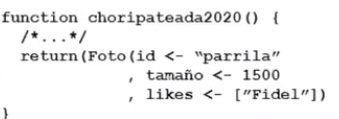 function choripateada2020() {
/*...*/
return(Foto(id <- “parrila”
, tamaño <- 1500
, likes <- [”Fidel”])
}